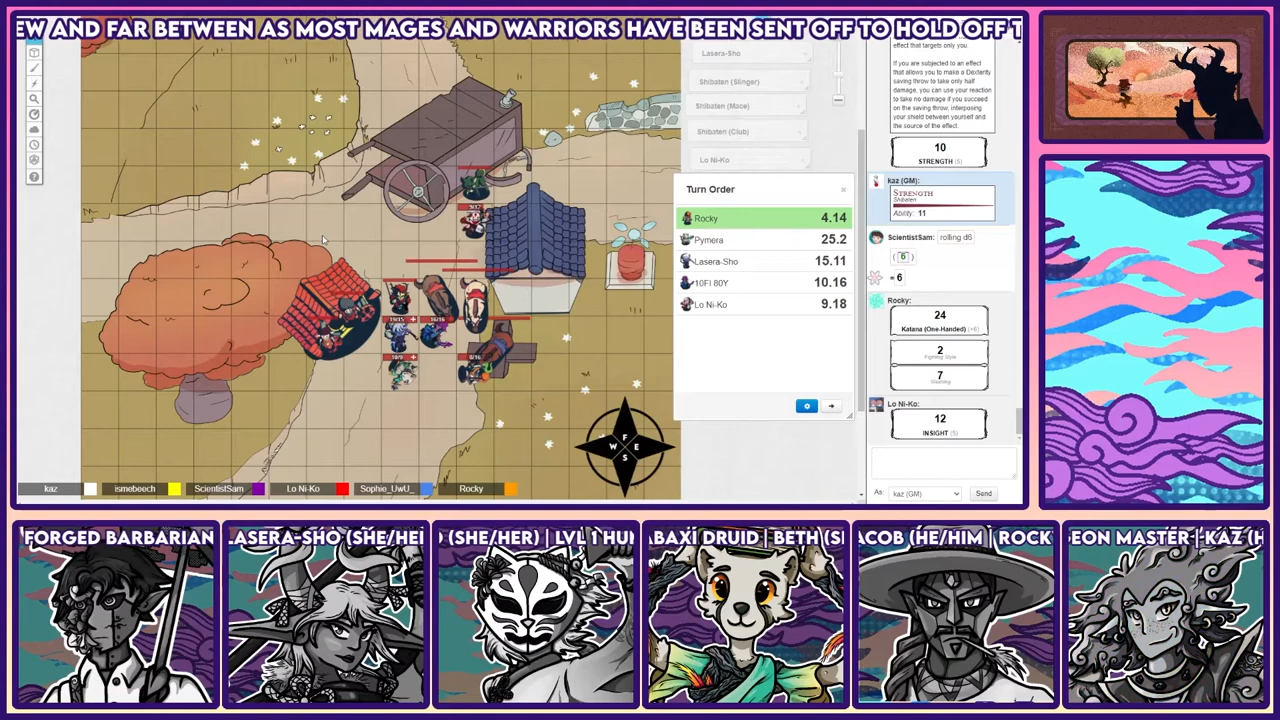 EW AND FAR BETWEEN AS MOST MAGES AND WARRIORS HAVE BEEN SENT OFF TO HOLD OFF T
Lasera-Sho
Shibaten (Slinger)
Shibaten (Mace)
Shibaten (Club)
Lo Ni-Ko
Turn Order
Rocky 4.14
Pymera 25.2
Lasera-Sho 15.11
10FI 80Y 10.16
Lo Ni-Ko 9.18
effect that targets only you.
If you are subjected to an effect
that allows you to make a Dexterity
saving throw to take only half
damage, you can use your reaction
to take no damage if you succeed
on the saving throw, interposing
your shield between yourself and
the source of the effect.
10
STRENGTH (5)
kaz (GM):
STRENGTH
Shibaten
Ability: 11
ScientistSam: rolling d6
( 6 )
= 6
Rocky:
24
Katana (One-Handed) (+6)
2
Fighting Style
7
Slashing
Lo Ni-Ko:
12
INSIGHT (5)
As: kaz (GM) Send
F
W E
S
kaz
ismebeech
ScientistSam
Lo Ni-Ko
Sophie_UwU_
Rocky
FORGED BARBARIAN
LASERA-SHO (SHE/HE
(SHE/HER) | LVL 1 HU
ABAXI DRUID | BETH (S
ACOB (HE/HIM | ROCK
EON MASTER | KAZ (H